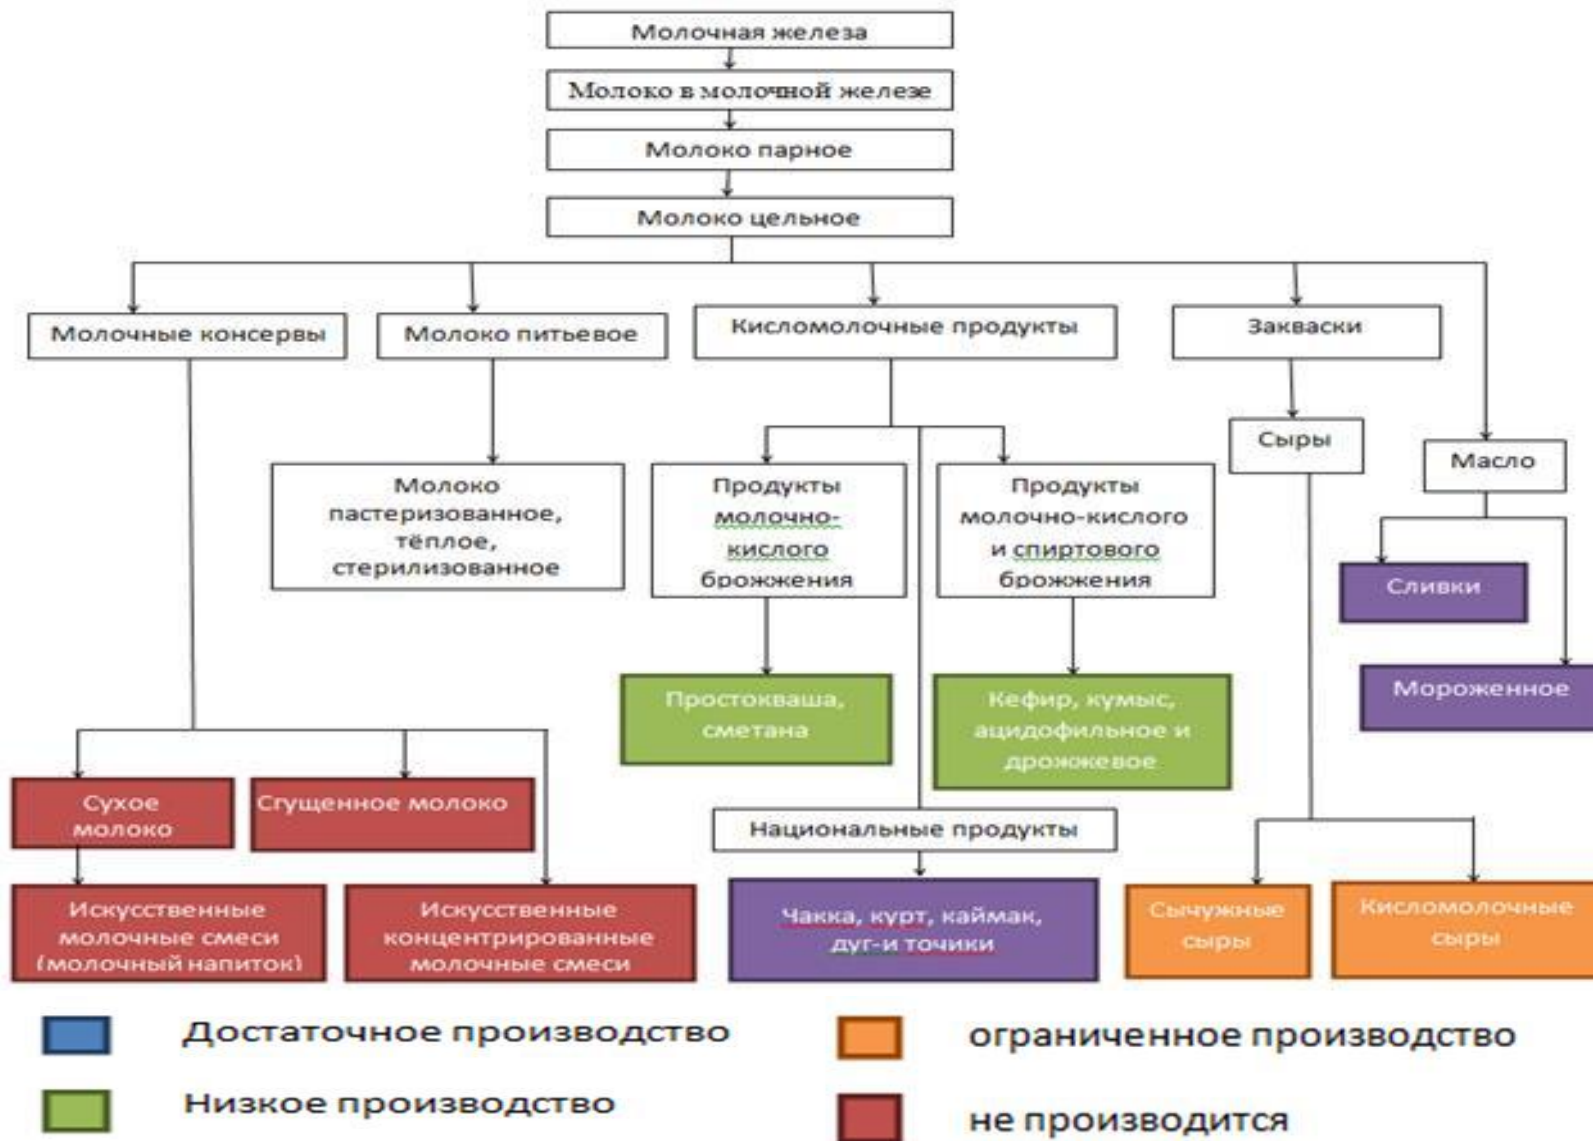 Молочная железа
Молоко в молочной железе
Молоко парное
Молоко цельное
Молочные консервы
Молоко питьевое
Кисломолочные продукты
Закваски
Сыры
Масло
Молоко
пастеризованное,
тёплое,
стерилизованное
Продукты
молочно-
кислого
брожжения
Продукты
молочно-кислого
и спиртового
брожжения
Сливки
Мороженное
Простокваша,
сметана
Кефир, кумыс,
ацидофильное и
дрожжевое
Сухое
молоко
Сгущенное молоко
Национальные продукты
Искусственные
молочные смеси
(молочный напиток)
Искусственные
концентрированные
молочные смеси
Чакка, курт, каймак,
дуг-и точики
Сычужные
сыры
Кисломолочные
сыры
Достаточное производство
ограниченное производство
Низкое производство
не производится